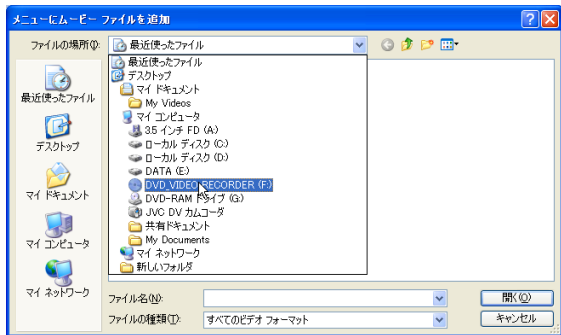 メニューにムービー ファイルを追加
ファイルの場所(I):
最近使ったファイル
最近使ったファイル
デスクトップ
マイ ドキュメント
My Videos
マイ コンピュータ
3.5 インチ FD (A:)
ローカル ディスク (C:)
ローカル ディスク (D:)
DATA (E:)
DVD_VIDEO_RECORDER (F:)
DVD-RAM ドライブ (G:)
JVC DV カムコーダ
共有ドキュメント
My Documents
マイ ネットワーク
新しいフォルダ
最近使ったファイル
デスクトップ
マイ ドキュメント
マイ コンピュータ
マイ ネットワーク
ファイル名(N):
開く(O)
ファイルの種類(T):
すべてのビデオ フォーマット
キャンセル